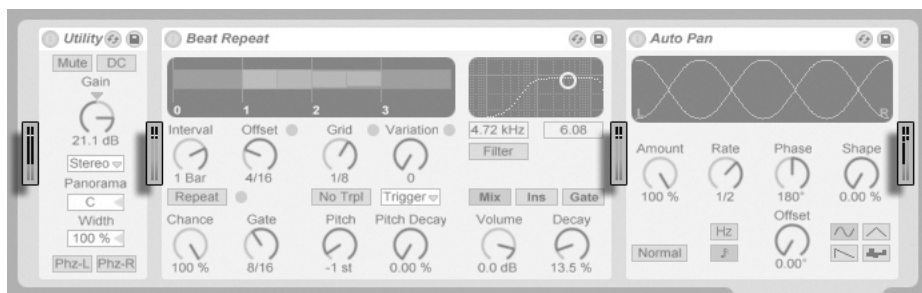 Utility
Mute DC
Gain
21.1 dB
Stereo
Panorama
C
Width
100 %
Phz-L Phz-R
Beat Repeat
0 1 2 3
Interval Offset Grid Variation
1 Bar 4/16 1/8 0
Repeat No Trpl Trigger
Chance Gate Pitch Pitch Decay
100 % 8/16 -1 st 0.00 %
4.72 kHz 6.08
Filter
Mix Ins Gate
Volume Decay
0.0 dB 13.5 %
Auto Pan
L R
Amount Rate Phase Shape
100 % 1/2 180° 0.00 %
Offset
Hz
Normal 0.00°